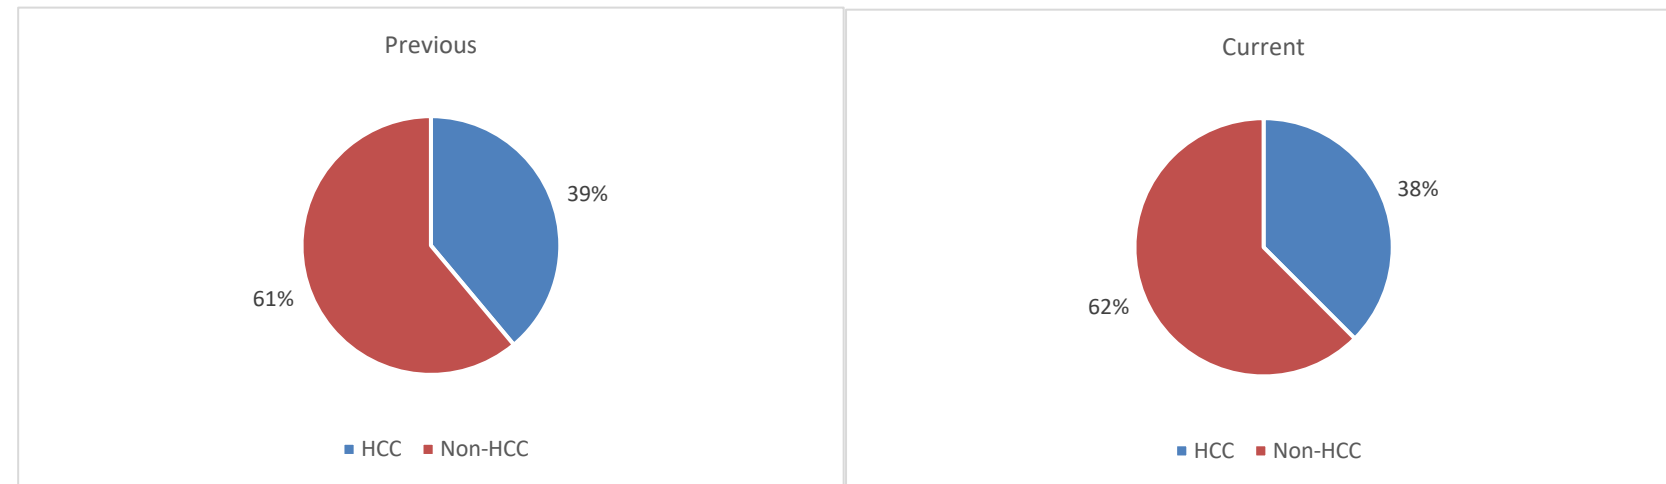 Previous
39%
61%
HCC Non-HCC
Current
38%
62%
HCC Non-HCC